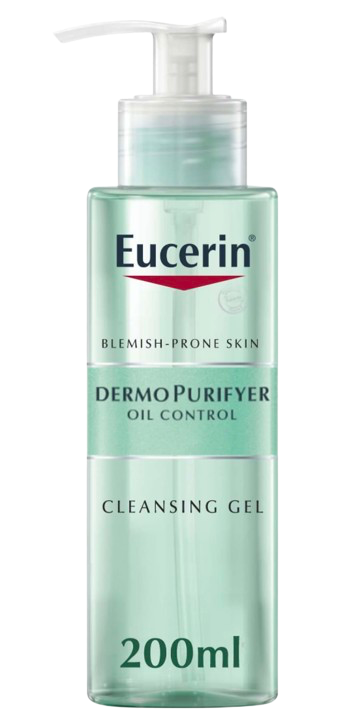 Eucerin®
BLEMISH-PRONE SKIN
DERMOPURIFYER
OIL CONTROL
CLEANSING GEL
200ml